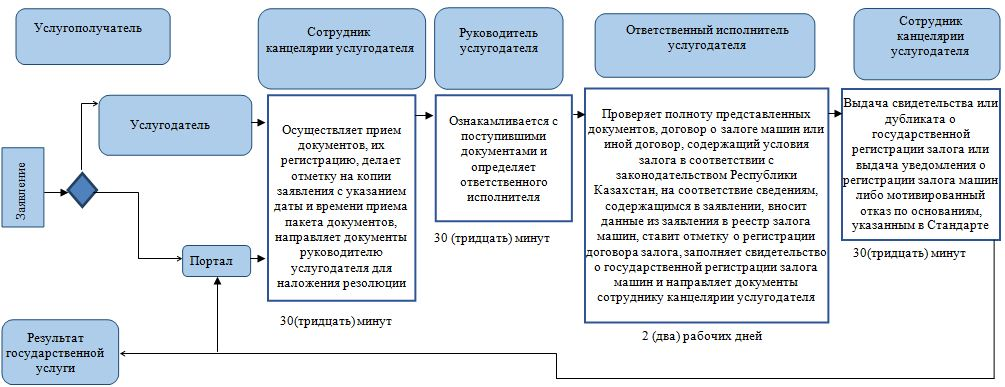 Услугополучатель
Сотрудник
канцелярии услугодателя
Руководитель
услугодателя
Ответственный исполнитель
услугодателя
Сотрудник
канцелярии
услугодателя
Заявление
Услугодатель
Портал
Осуществляет прием
документов, их
регистрацию, делает
отметку на копии
заявления с указанием
даты и времени приема
пакета документов,
направляет документы
руководителю
услугодателя для
наложения резолюции
30(тридцать) минут
Ознакамливается с
поступившими
документами и
определяет
ответственного
исполнителя
30 (тридцать) минут
Проверяет полноту представленных
документов, договор о залоге машин или
иной договор, содержащий условия
залога в соответствии с
законодательством Республики
Казахстан, на соответствие сведениям,
содержащимся в заявлении, вносит
данные из заявления в реестр залога
машин, ставит отметку о регистрации
договора залога, заполняет свидетельство
о государственной регистрации залога
машин и направляет документы
сотруднику канцелярии услугодателя
2 (два) рабочих дней
Выдача свидетельства или
дубликата о
государственной
регистрации залога или
выдача уведомления о
регистрации залога машин
либо мотивированный
отказ по основаниям,
указанным в Стандарте
30(тридцать) минут
Результат
государственной
услуги